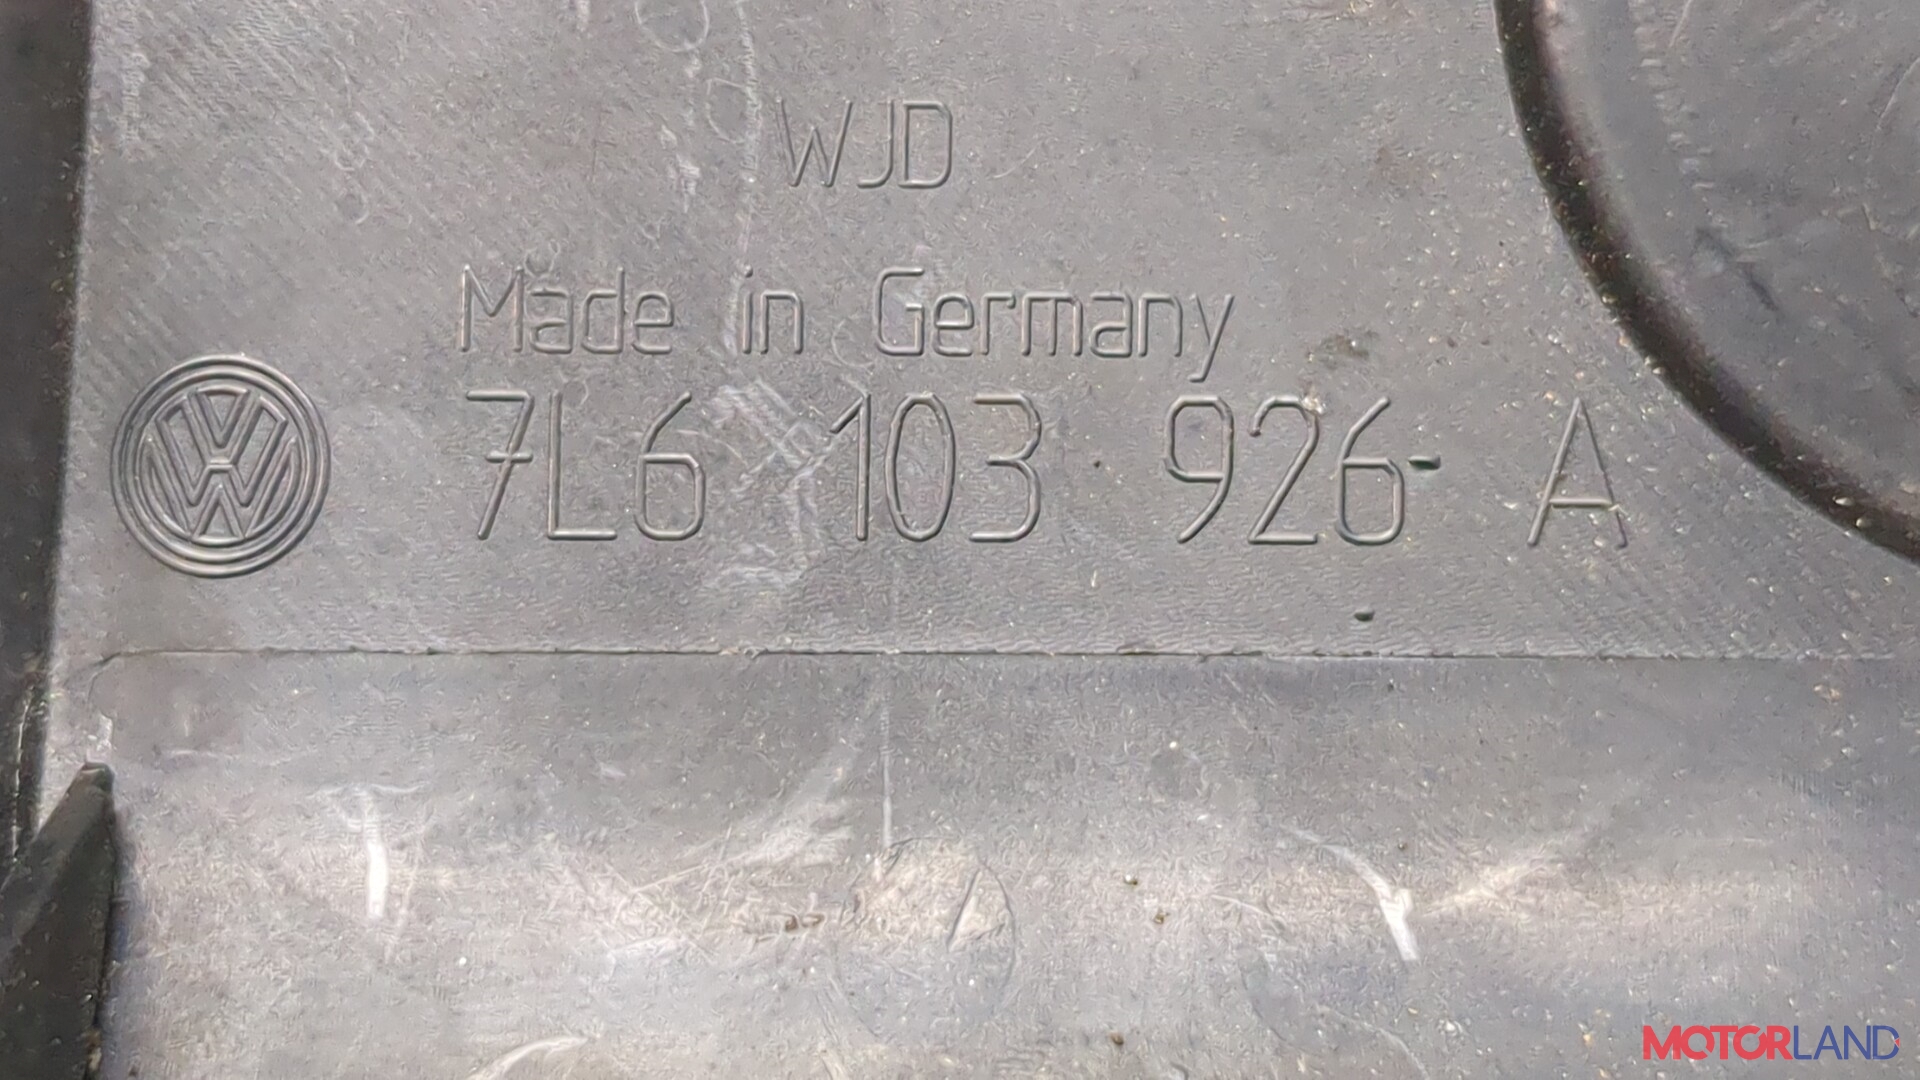 WJD
Made in Germany
7L6 103 926 A
MOTORLAND